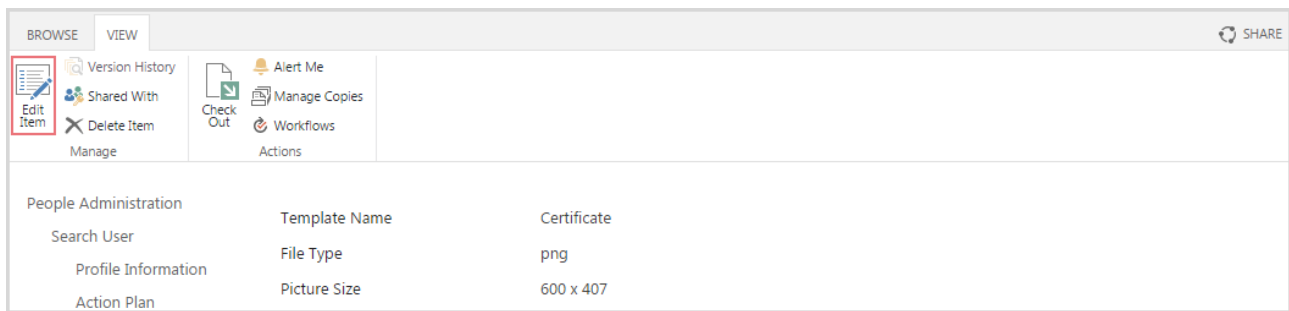 BROWSE VIEW SHARE
Version History
Shared With
Delete Item
Edit
Item
Manage
Check
Out
Alert Me
Manage Copies
Workflows
Actions
People Administration
Search User
Profile Information
Action Plan
Template Name Certificate
File Type png
Picture Size 600 x 407